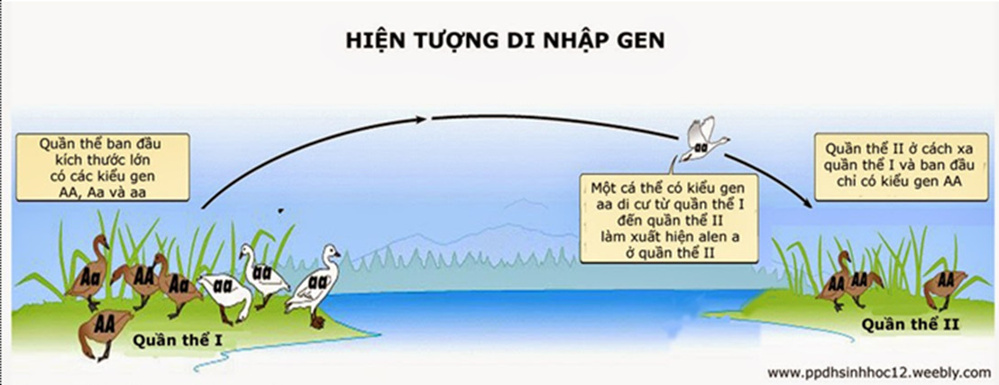 HIỆN TƯỢNG DI NHẬP GEN
Quần thể ban đầu
kích thước lớn
có các kiểu gen
AA, Aa và aa
aa
Một cá thể có kiểu gen
aa di cư từ quần thể I
đến quần thể II
làm xuất hiện alen a
ở quần thể II
Quần thể II ở cách xa
quần thể I và ban đầu
chỉ có kiểu gen AA
Aa
AA
Aa
aa
aa
aa
AA
Quần thể I
AA
AA
AA
Quần thể II
www.ppdhsinhhoc12.weebly.com